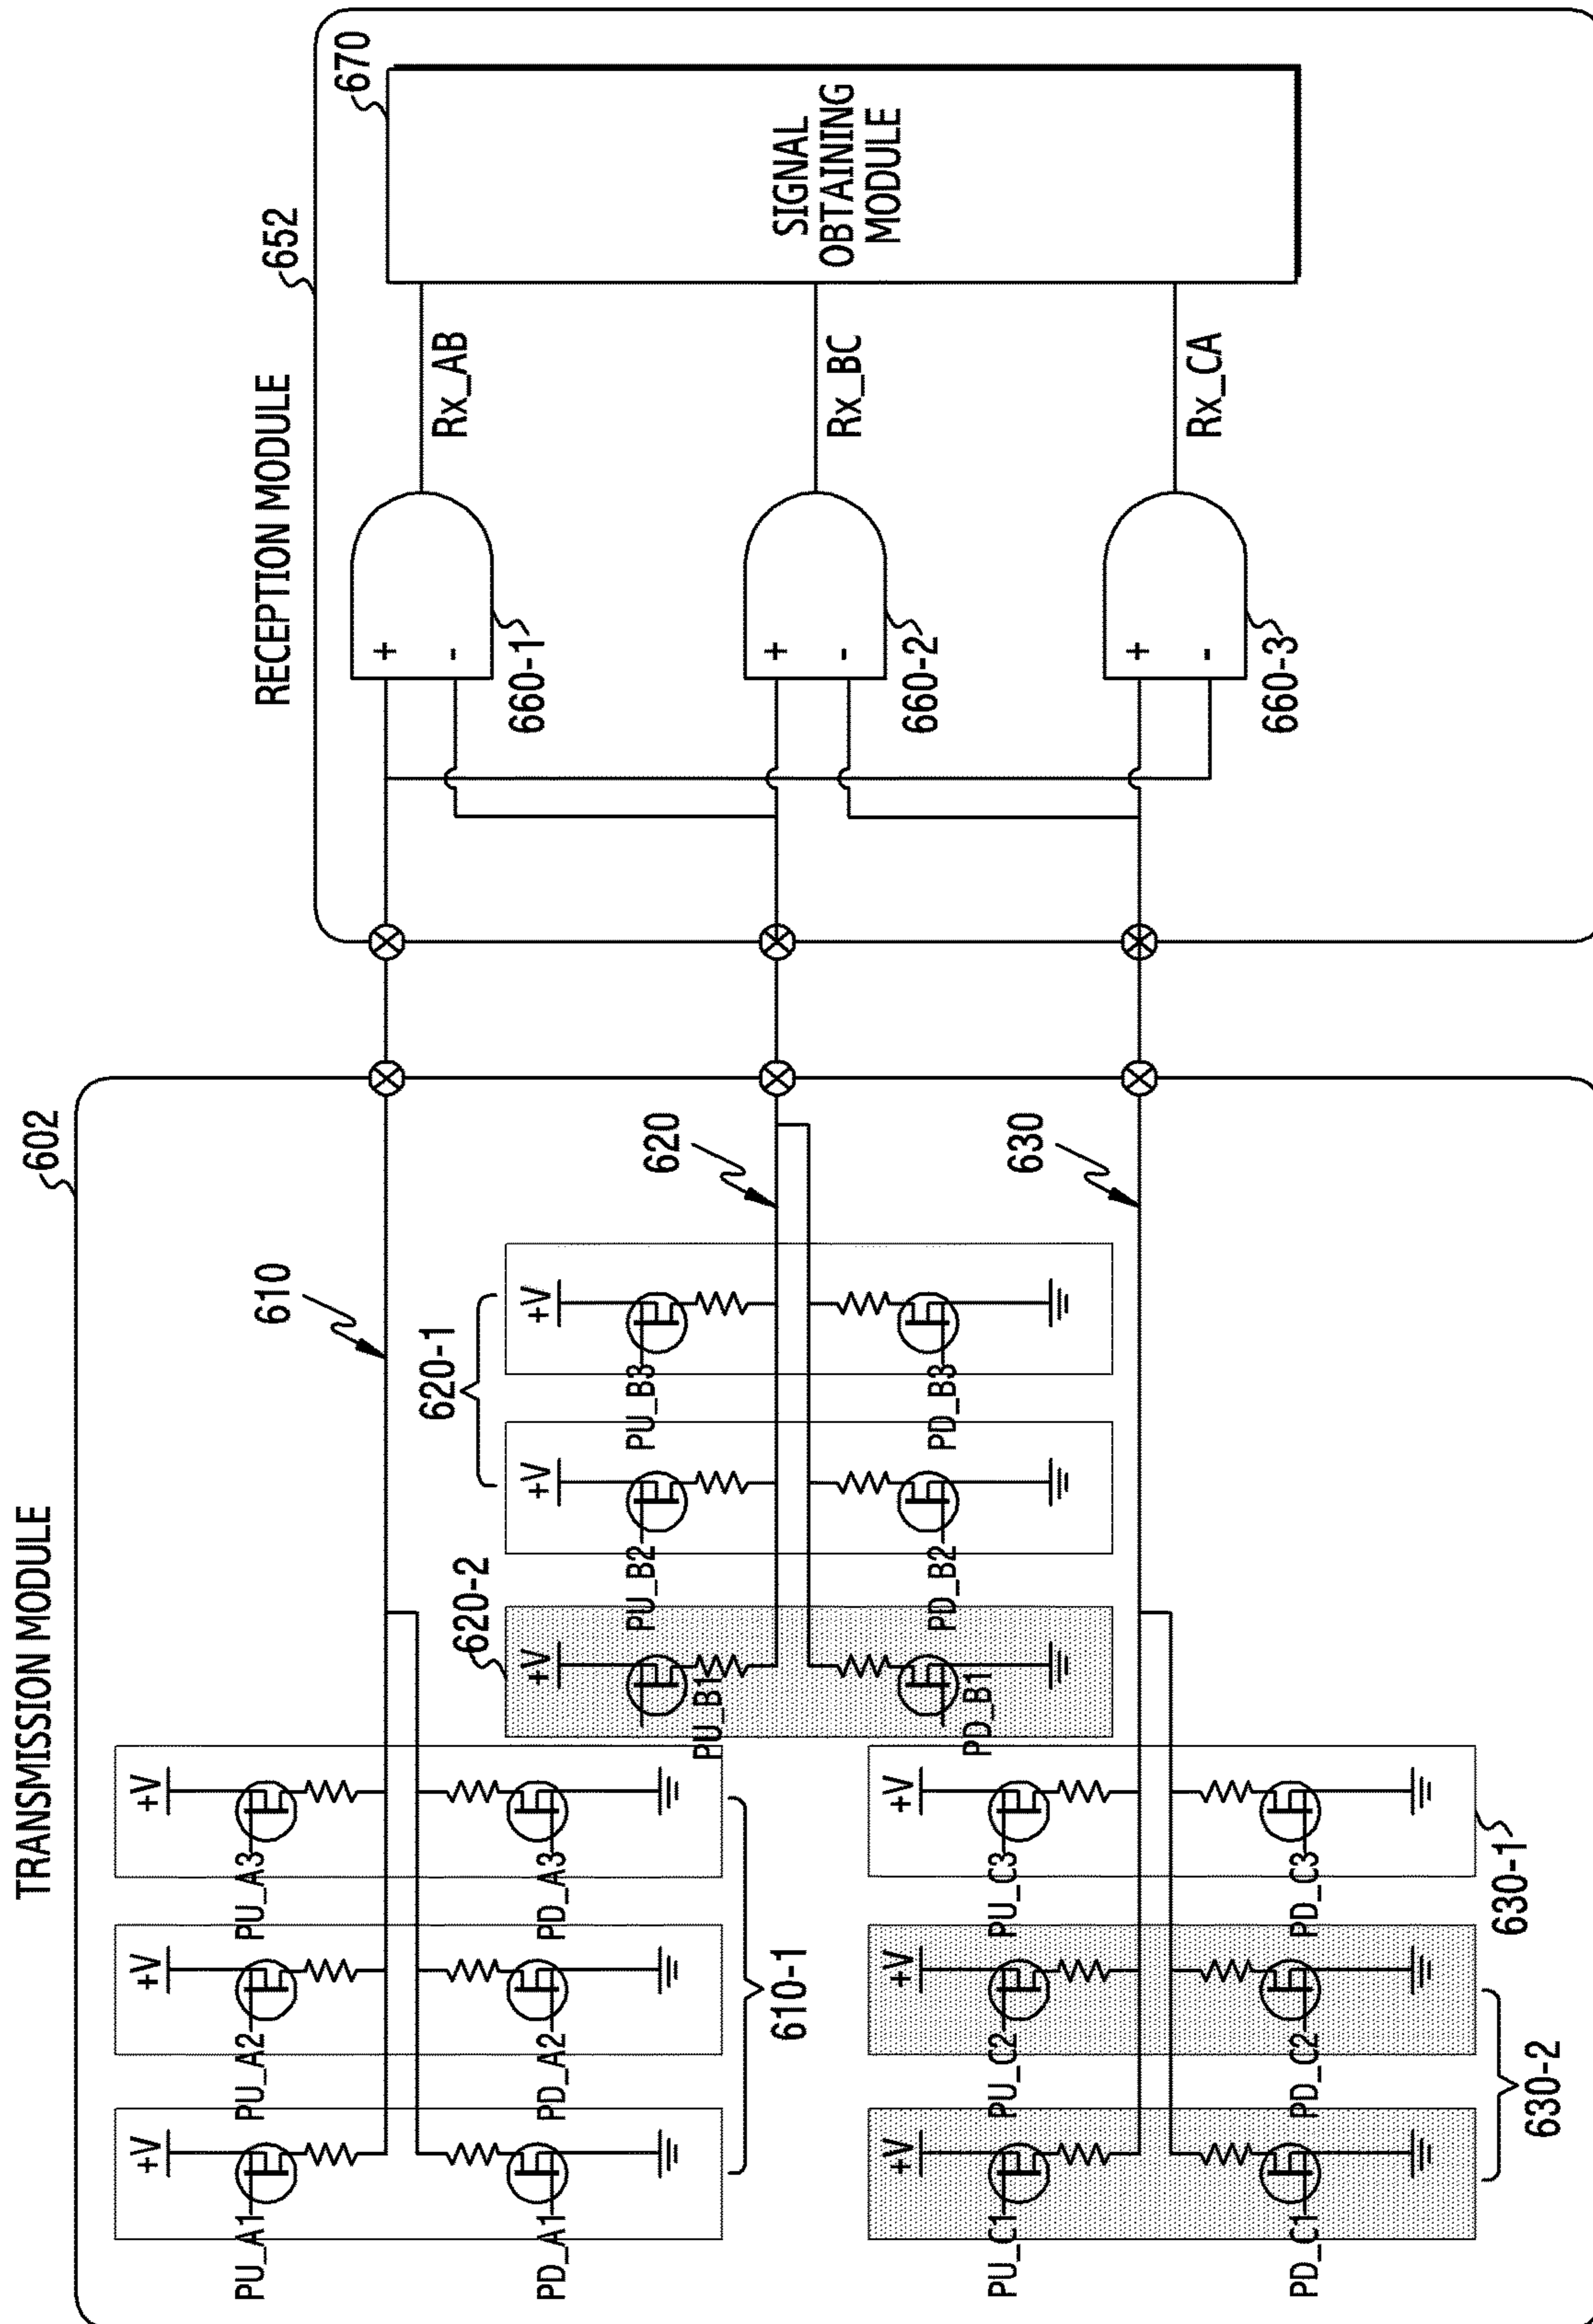 TRANSMISSION MODULE
602
PU_A1
+V
PU_A2
+V
PU_A3
+V
PD_A1
PD_A2
PD_A3
610-1
610
620-2
620-1
+V
+V
+V
PU_B1
PU_B2
PU_B3
PD_B1
PD_B2
PD_B3
620
630
PU_C1
+V
PU_C2
+V
PU_C3
+V
PD_C1
PD_C2
PD_C3
630-2
630-1
RECEPTION MODULE
652
670
+
-
660-1
Rx_AB
+
-
660-2
Rx_BC
+
-
660-3
Rx_CA
SIGNAL
OBTAINING
MODULE